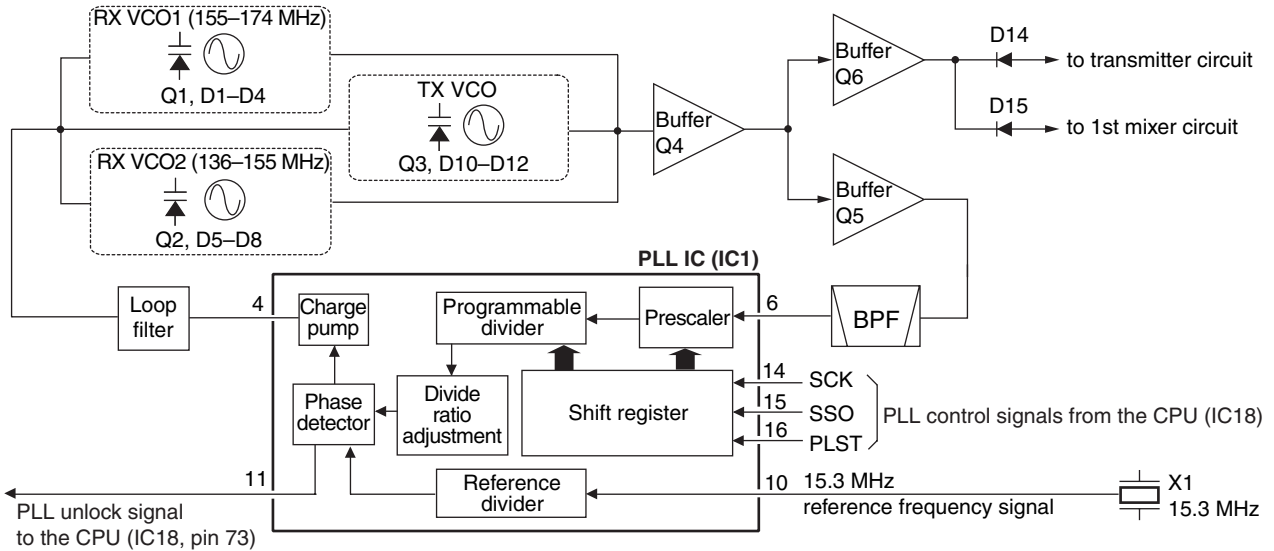 RX VCO1 (155–174 MHz)
Q1, D1–D4
TX VCO
Q3, D10–D12
RX VCO2 (136–155 MHz)
Q2, D5–D8
Buffer
Q4
Buffer
Q6
Buffer
Q5
D14
to transmitter circuit
D15
to 1st mixer circuit
PLL IC (IC1)
Loop
filter
4
Charge
pump
Programmable
divider
Prescaler
6
BPF
Phase
detector
Divide
ratio
adjustment
Shift register
14
SCK
15
SSO
16
PLST
PLL control signals from the CPU (IC18)
11
PLL unlock signal
to the CPU (IC18, pin 73)
Reference
divider
10
15.3 MHz
reference frequency signal
X1
15.3 MHz